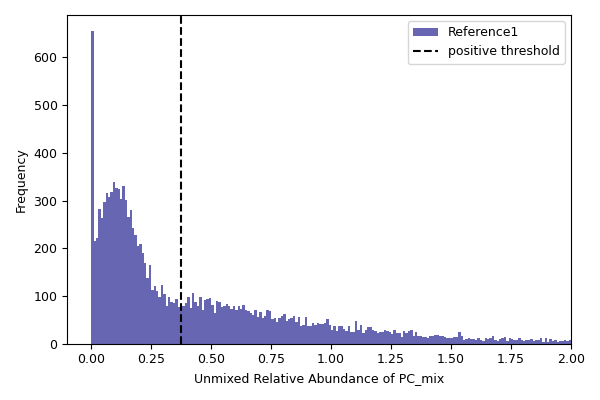 Reference1
positive threshold
600
500
400
300
200
100
0
Frequency
0.00 0.25 0.50 0.75 1.00 1.25 1.50 1.75 2.00
Unmixed Relative Abundance of PC_mix